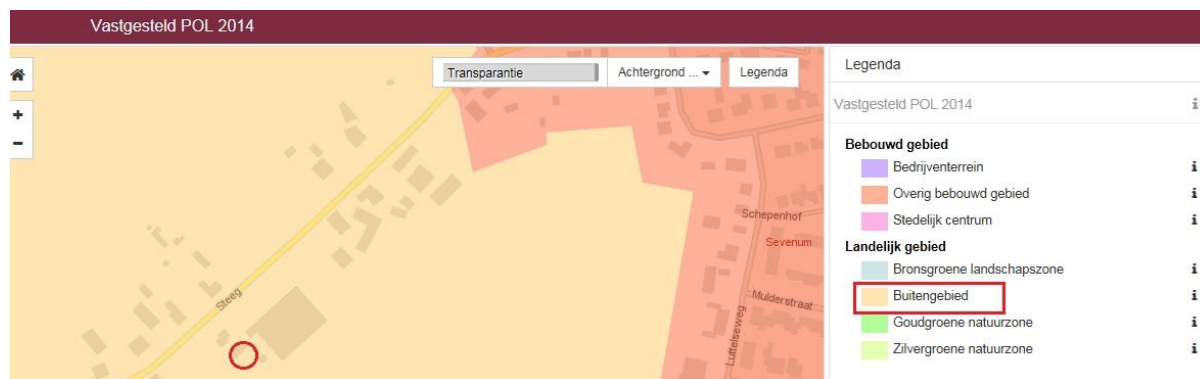 Vastgesteld POL 2014
+
-
Transparantie
Achtergrond ...
Legenda
Schepenhof
Sevenum
Mulderstraat
Luttelseweg
Steeg
Legenda
Vastgesteld POL 2014 i
Bebouwd gebied
Bedrijventerrein i
Overig bebouwd gebied i
Stedelijk centrum i
Landelijk gebied
Bronsgroene landschapszone i
Buitengebied i
Goudgroene natuurzone i
Zilvergroene natuurzone i